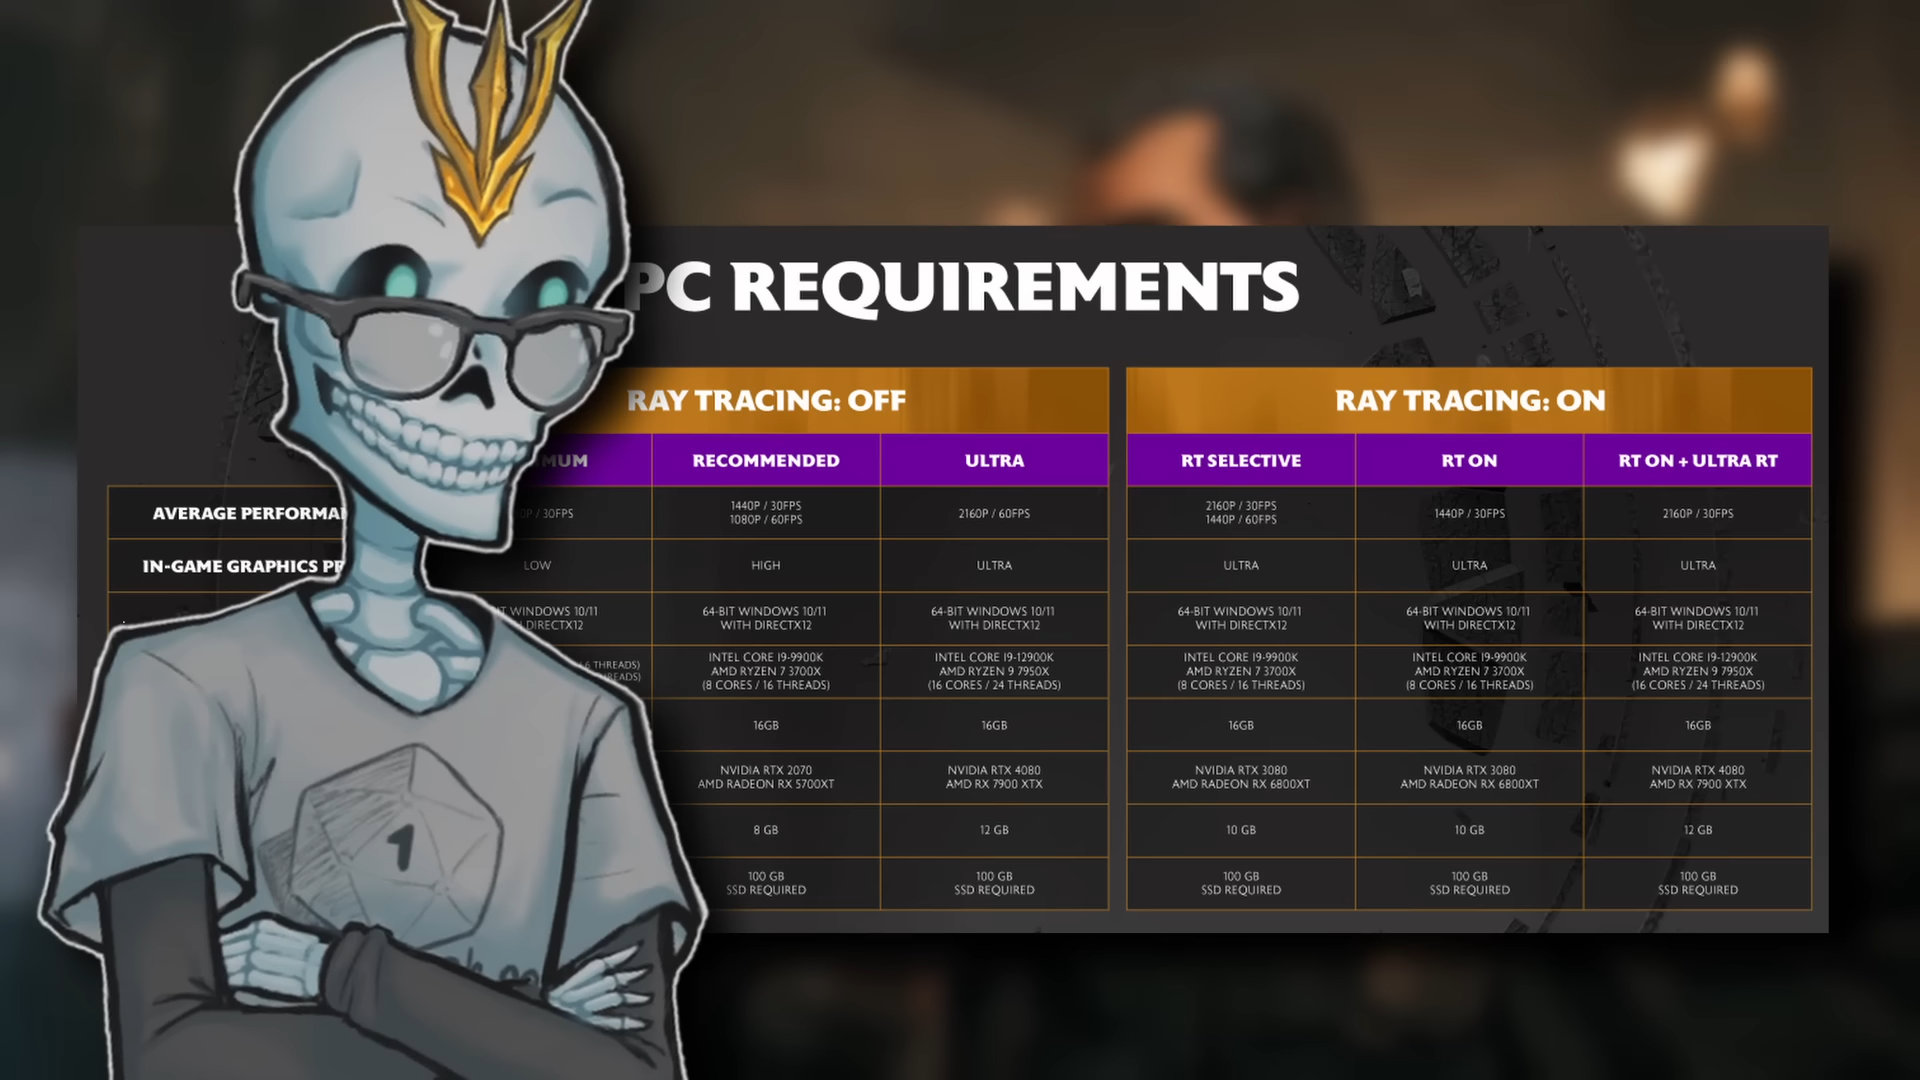 PC REQUIREMENTS
RAY TRACING: OFF
RAY TRACING: ON
RECOMMENDED
ULTRA
RT SELECTIVE
RT ON
RT ON + ULTRA RT
AVERAGE
/ 30FPS
1440P / 30FPS
1080P / 60FPS
2160P / 60FPS
2160P / 30FPS
1440P / 60FPS
1440P / 30FPS
2160P / 30FPS
IN-GAME GRAPHICS
LOW
HIGH
ULTRA
ULTRA
ULTRA
ULTRA
WINDOWS 10/11
DIRECTX12
64-BIT WINDOWS 10/11
WITH DIRECTX12
64-BIT WINDOWS 10/11
WITH DIRECTX12
64-BIT WINDOWS 10/11
WITH DIRECTX12
64-BIT WINDOWS 10/11
WITH DIRECTX12
64-BIT WINDOWS 10/11
WITH DIRECTX12
THREADS)
INTEL CORE I9-9900K
AMD RYZEN 7 3700X
(8 CORES / 16 THREADS)
INTEL CORE I9-12900K
AMD RYZEN 9 7950X
(16 CORES / 24 THREADS)
INTEL CORE I9-9900K
AMD RYZEN 7 3700X
(8 CORES / 16 THREADS)
INTEL CORE I9-9900K
AMD RYZEN 7 3700X
(8 CORES / 16 THREADS)
INTEL CORE I9-12900K
AMD RYZEN 9 7950X
(16 CORES / 24 THREADS)
16GB
16GB
16GB
16GB
16GB
NVIDIA RTX 2070
AMD RADEON RX 5700XT
NVIDIA RTX 4080
AMD RX 7900 XTX
NVIDIA RTX 3080
AMD RADEON RX 6800XT
NVIDIA RTX 3080
AMD RADEON RX 6800XT
NVIDIA RTX 4080
AMD RX 7900 XTX
8 GB
12 GB
10 GB
10 GB
12 GB
100 GB
SSD REQUIRED
100 GB
SSD REQUIRED
100 GB
SSD REQUIRED
100 GB
SSD REQUIRED
100 GB
SSD REQUIRED
1